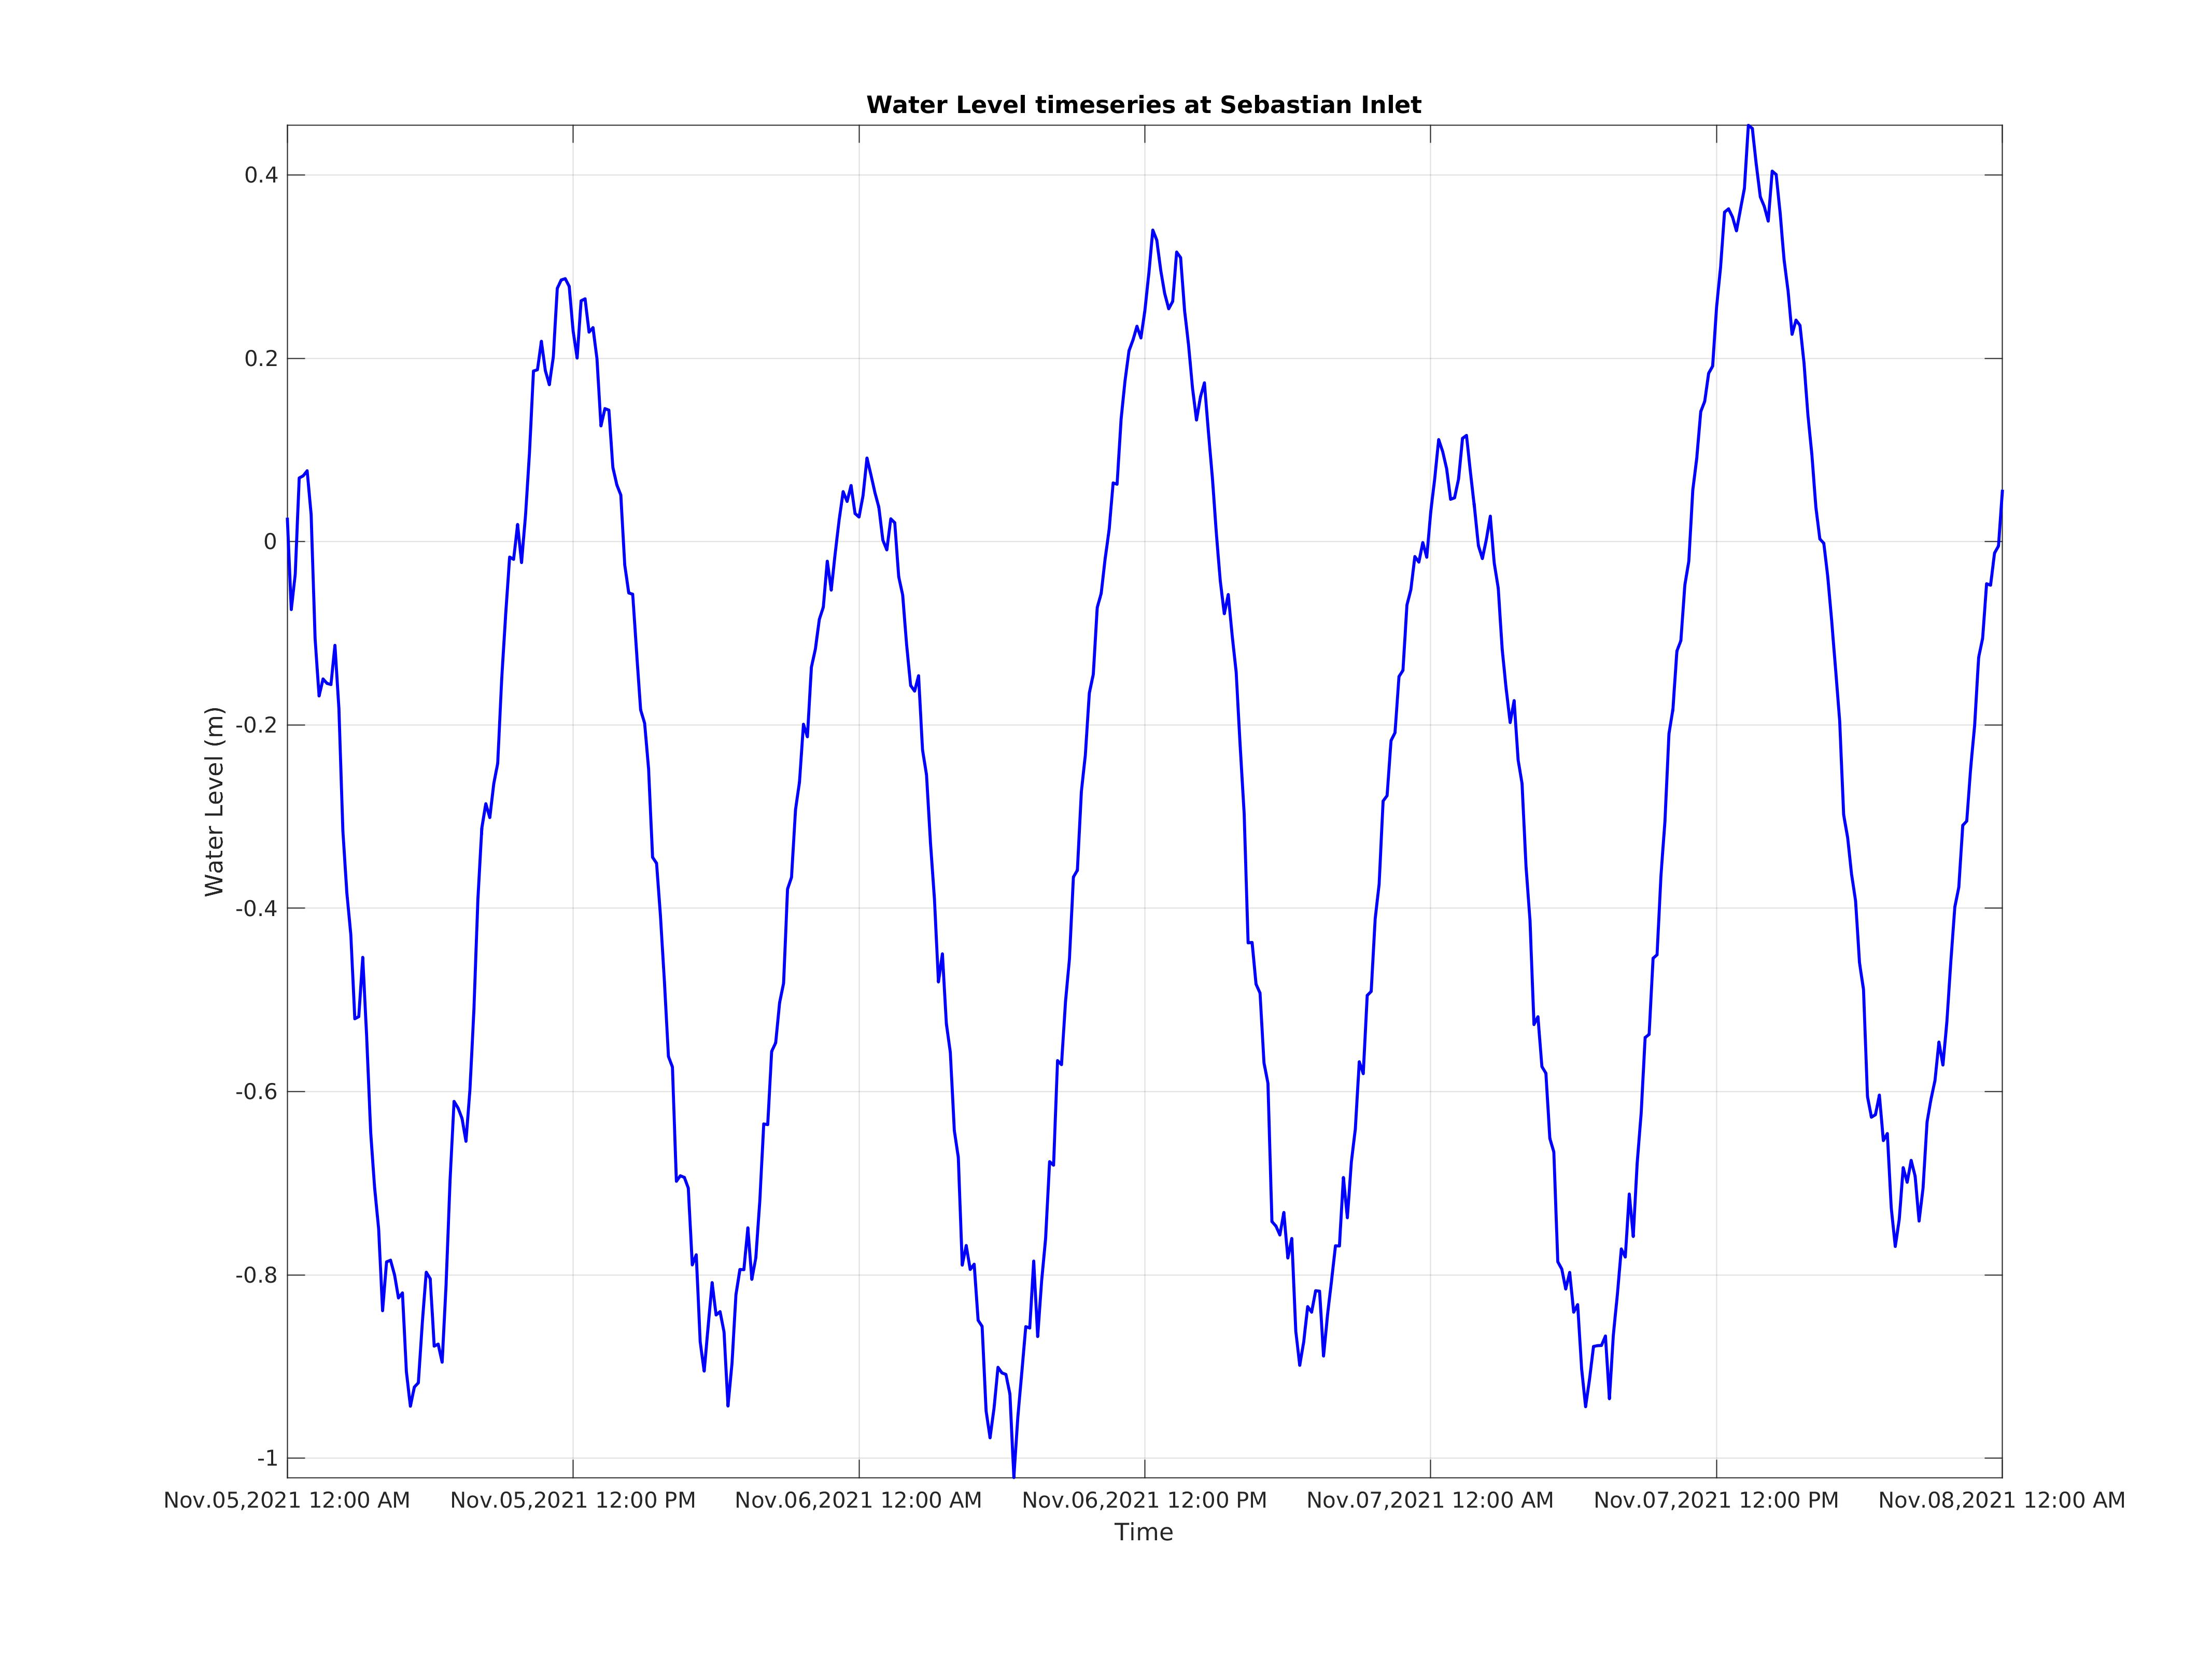 Water Level timeseries at Sebastian Inlet
0.4
0.2
0
-0.2
-0.4
-0.6
-0.8
-1
Water Level (m)
Nov.05,2021 12:00 AM Nov.05,2021 12:00 PM Nov.06,2021 12:00 AM Nov.06,2021 12:00 PM Nov.07,2021 12:00 AM Nov.07,2021 12:00 PM Nov.08,2021 12:00 AM
Time